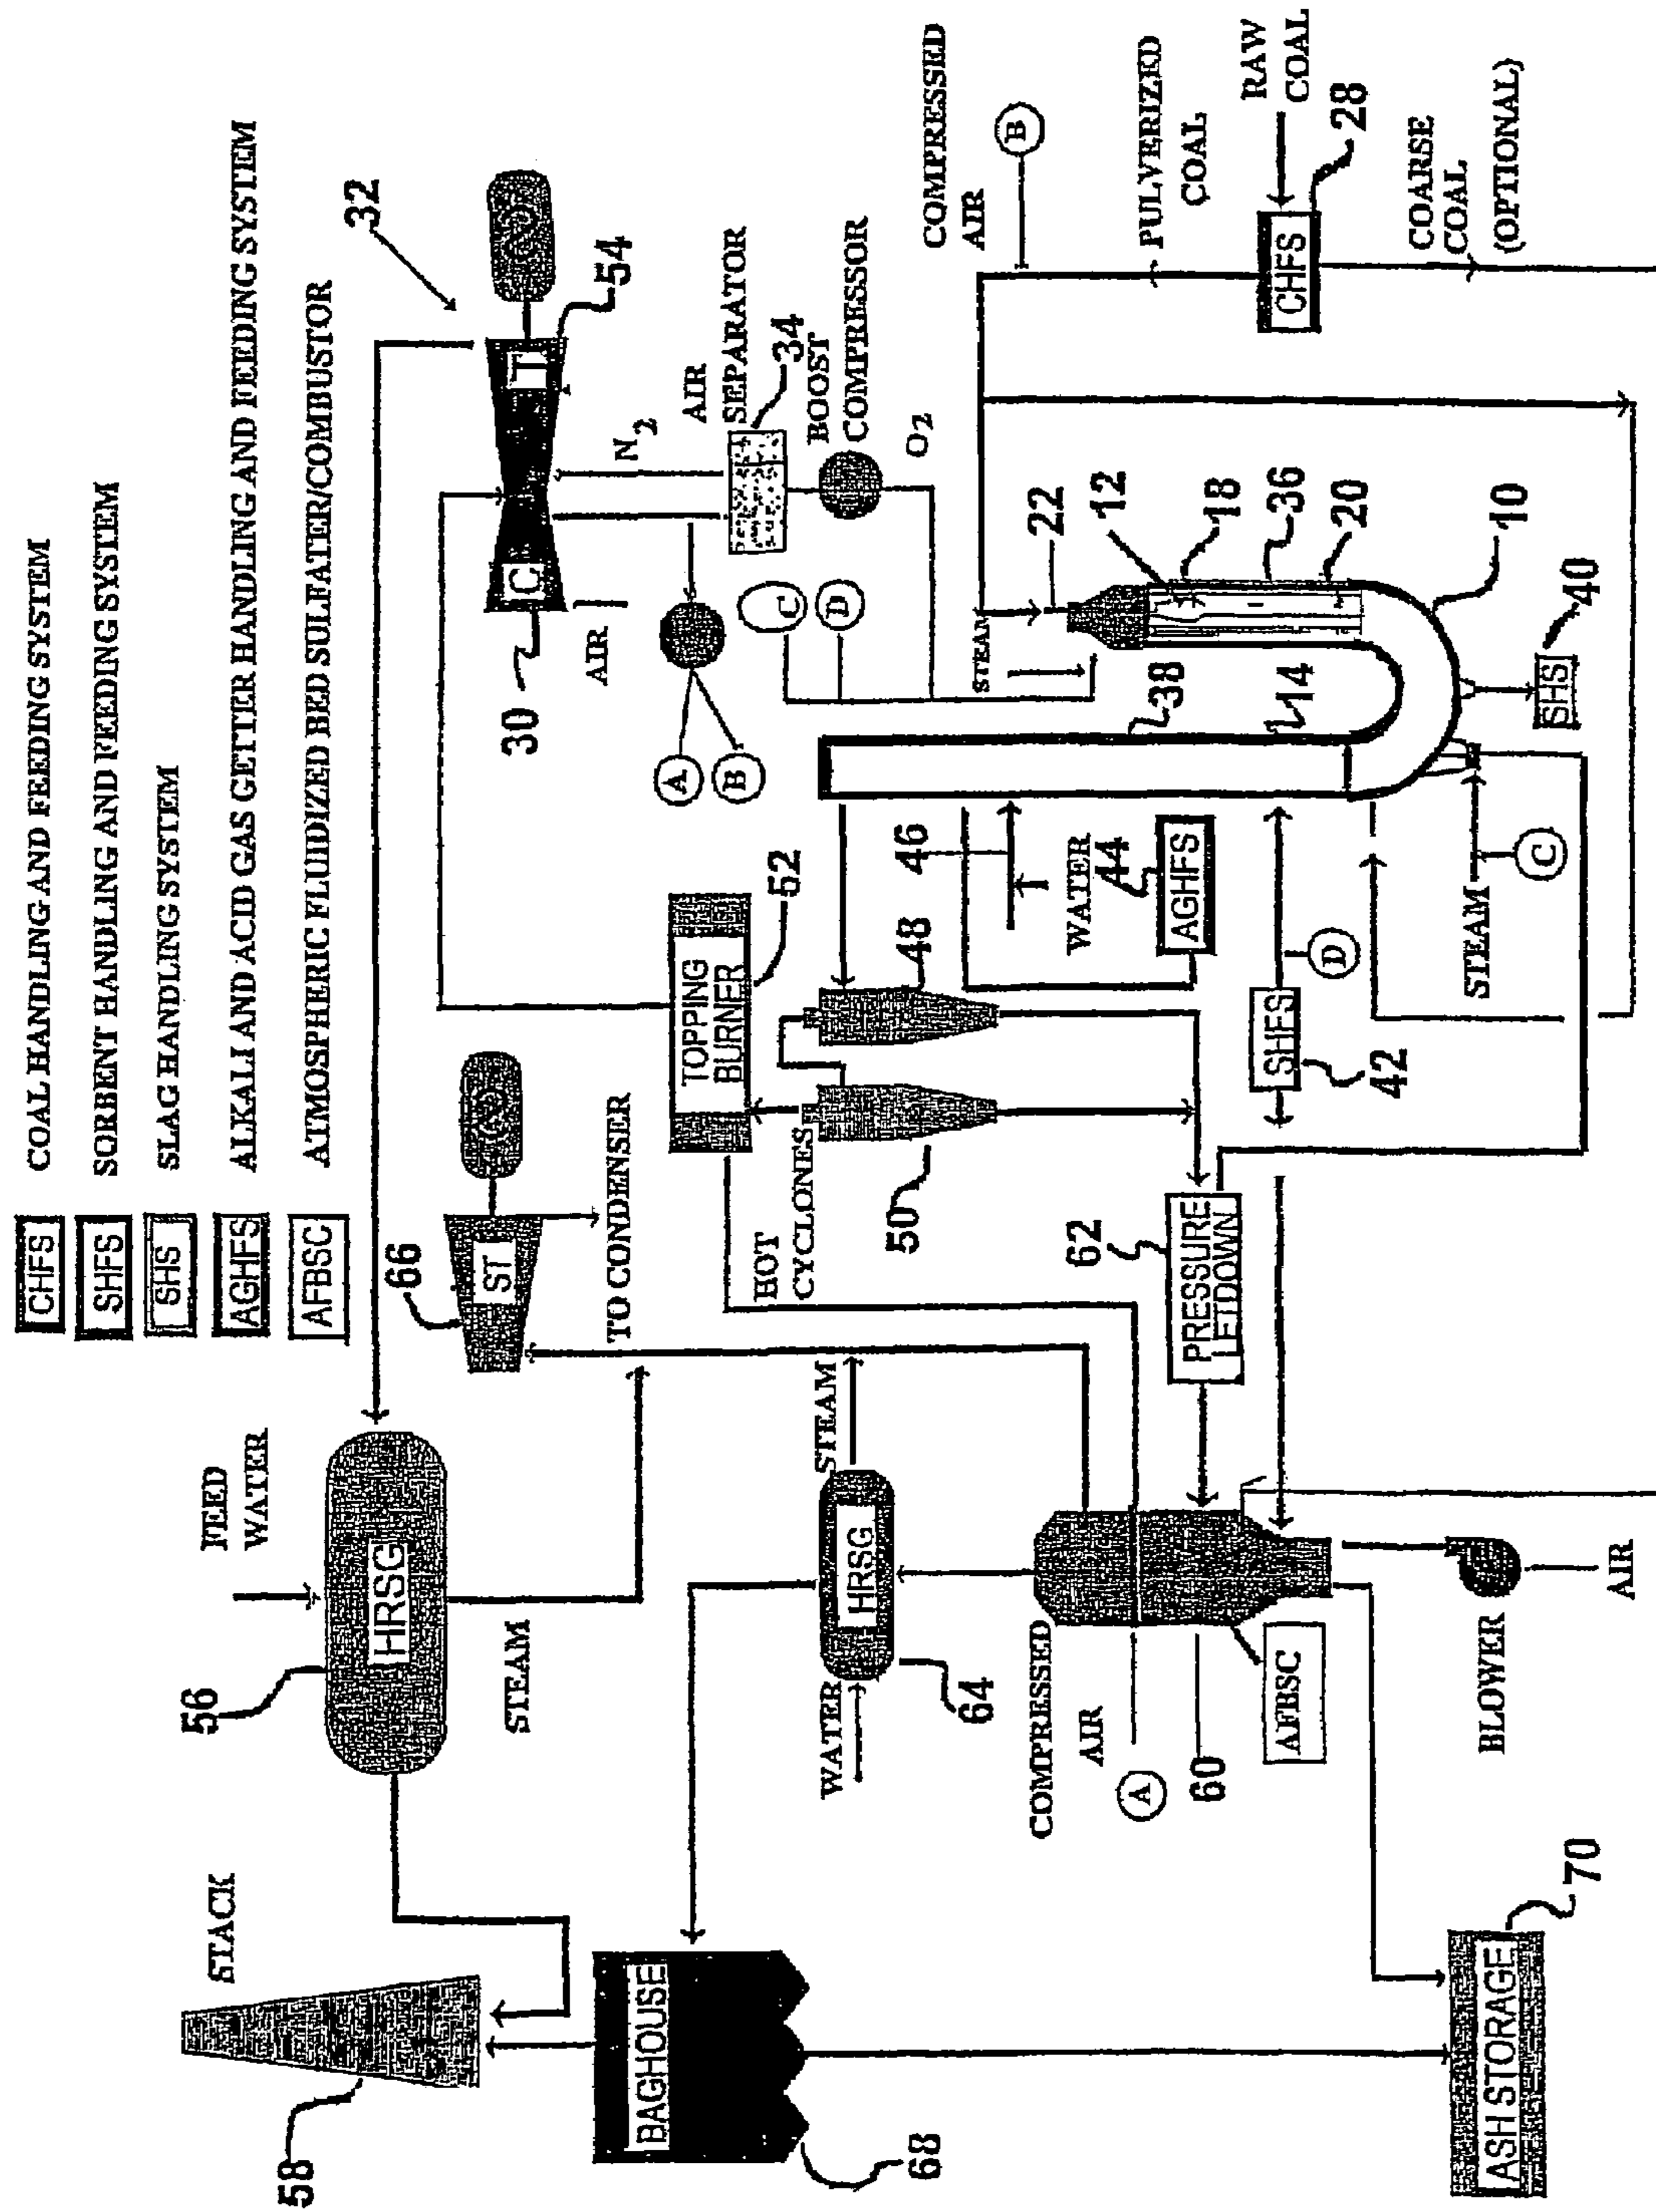 CHFS COAL HANDLING AND FEEDING SYSTEM
SHFS SORBENT HANDLING AND FEEDING SYSTEM
SHS SLAG HANDLING SYSTEM
AGHFS ALKALI AND ACID GAS GETTER HANDLING AND FEEDING SYSTEM
AFBSC ATMOSPHERIC FLUIDIZED BED SULFATER/COMBUSTOR
32
FEED
WATER
56
HRSG
STEAM
STACK
58
66
ST
TO CONDENSER
C
T
30
54
AIR
N2
AIR
SEPARATOR
34
BOOST
COMPRESSOR
O2
A
B
C
D
TOPPING
BURNER
52
HOT
CYCLONES
48
50
BAGHOUSE
68
WATER
HRSG
STEAM
64
46
WATER
44
AGHFS
38
14
STEAM
22
12
18
36
20
10
SHS
40
COMPRESSED
AIR
B
PULVERIZED
COAL
RAW
COAL
CHFS
28
COARSE
COAL
(OPTIONAL)
COMPRESSED
AIR
A
60
AFBSC
62
PRESSURE
LETDOWN
SHFS
42
D
STEAM
C
BLOWER
AIR
ASH STORAGE
70